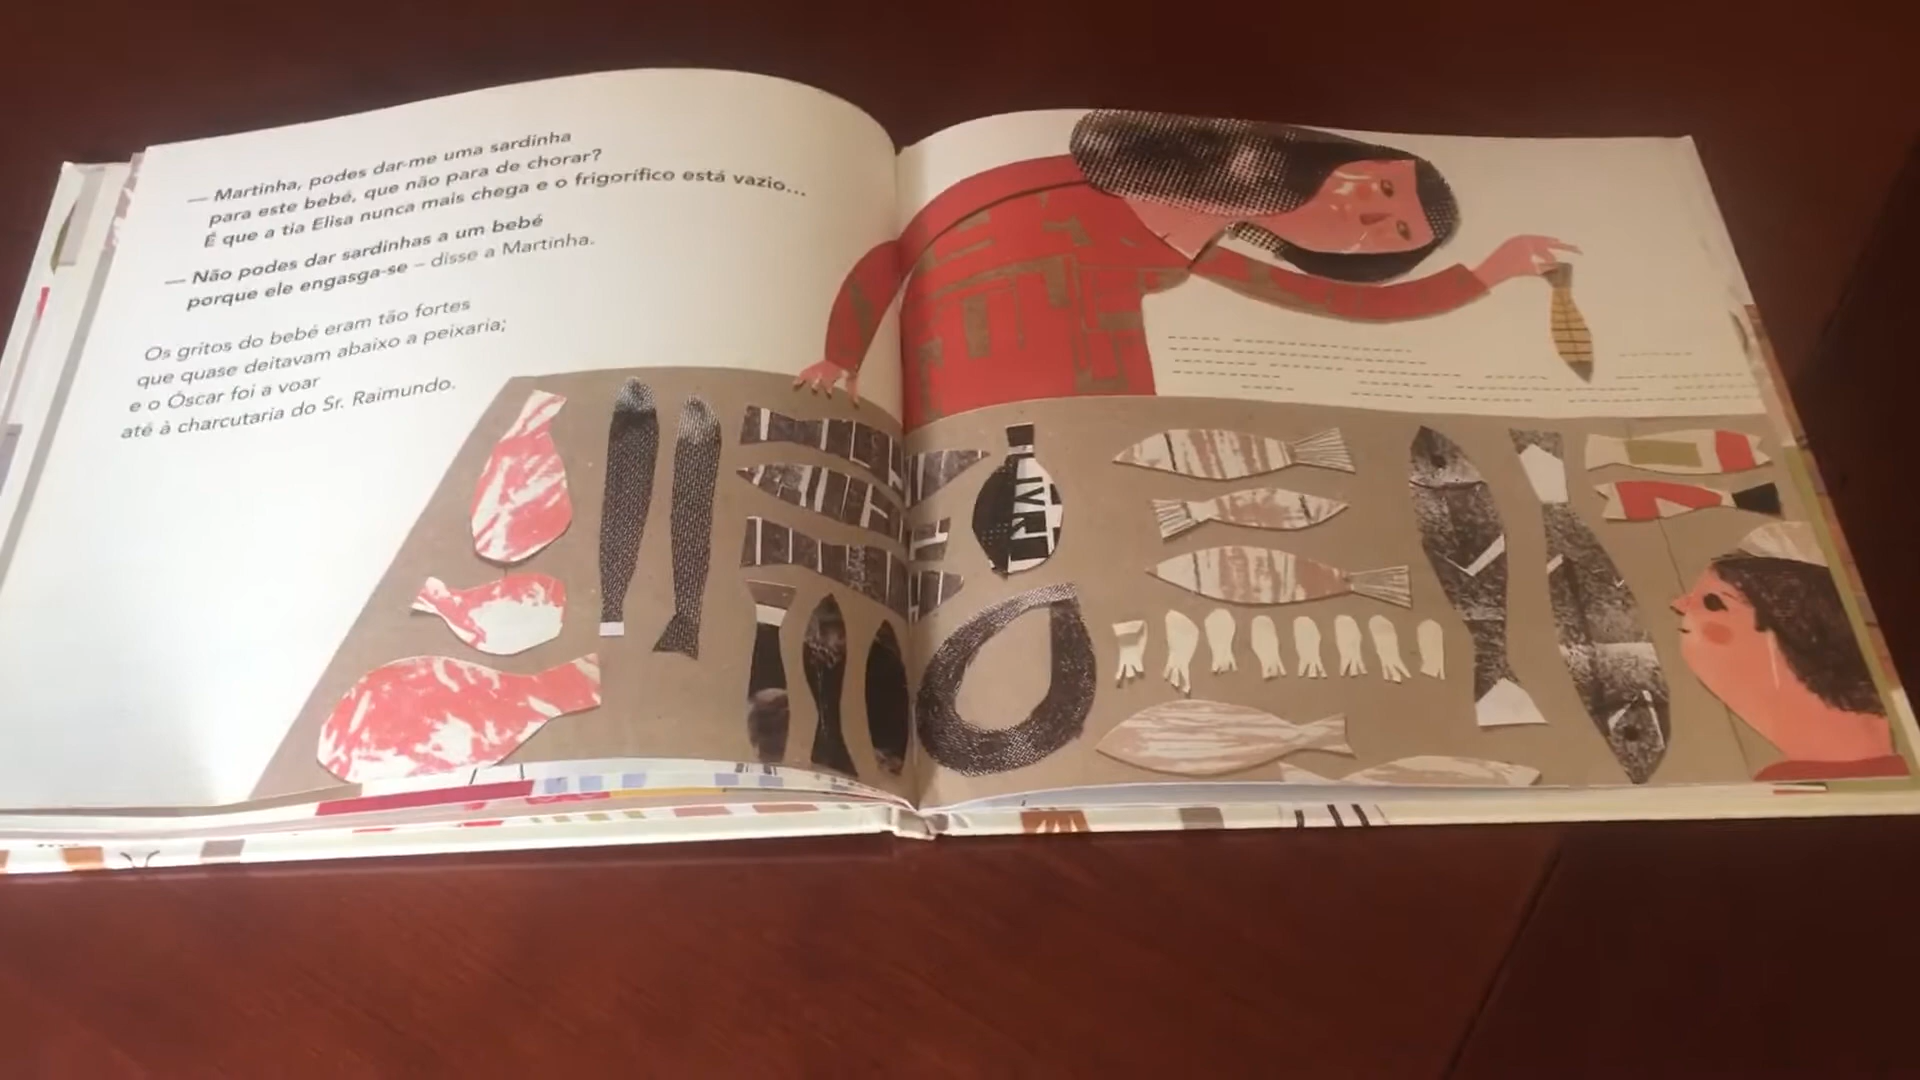 — Martinha, podes dar-me uma sardinha
para este bebé, que não para de chorar?
É que a tia Elisa nunca mais chega e o frigorífico está vazio...
— Não podes dar sardinhas a um bebé
porque ele engasga-se – disse a Martinha.
Os gritos do bebé eram tão fortes
que quase deitavam abaixo a peixaria;
e o Óscar foi a voar
até à charcutaria do Sr. Raimundo.